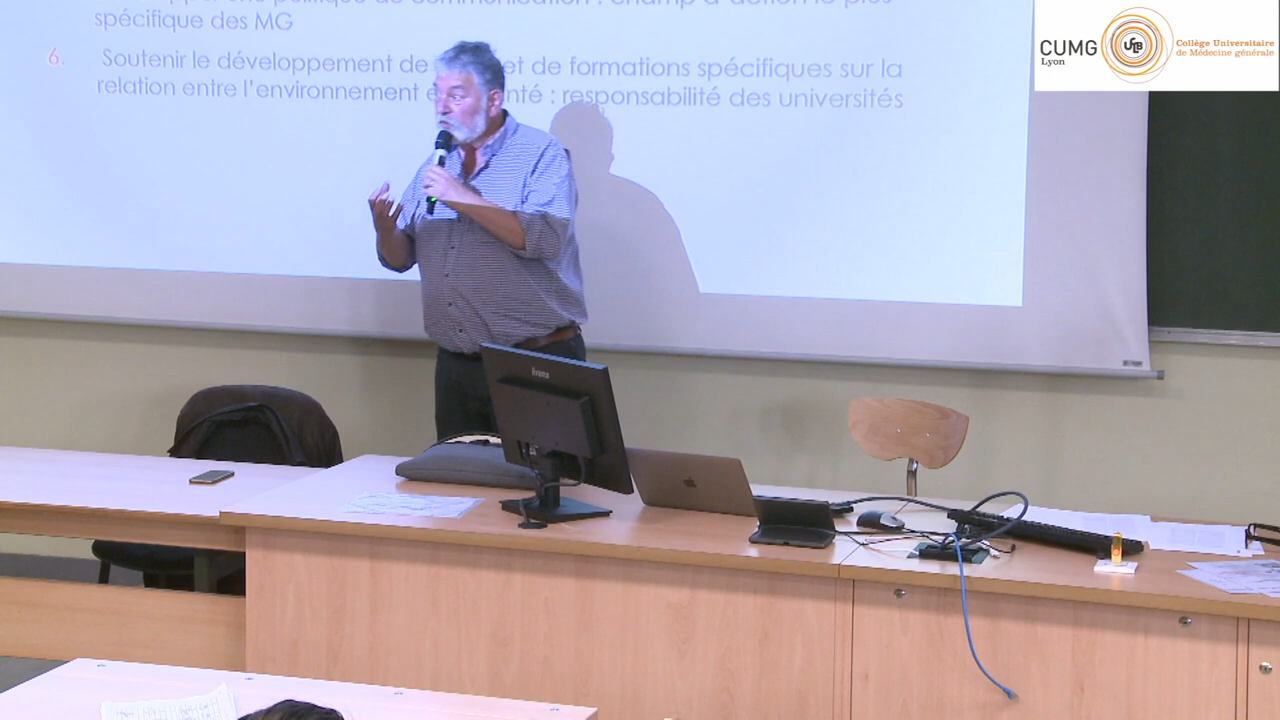 spécifique des MG
6. Soutenir le développement de et de formations spécifiques sur la
relation entre l'environnement e nté : responsabilité des universités
CUMG
Lyon
UCBL
Collège Universitaire
de Médecine générale
iiyama